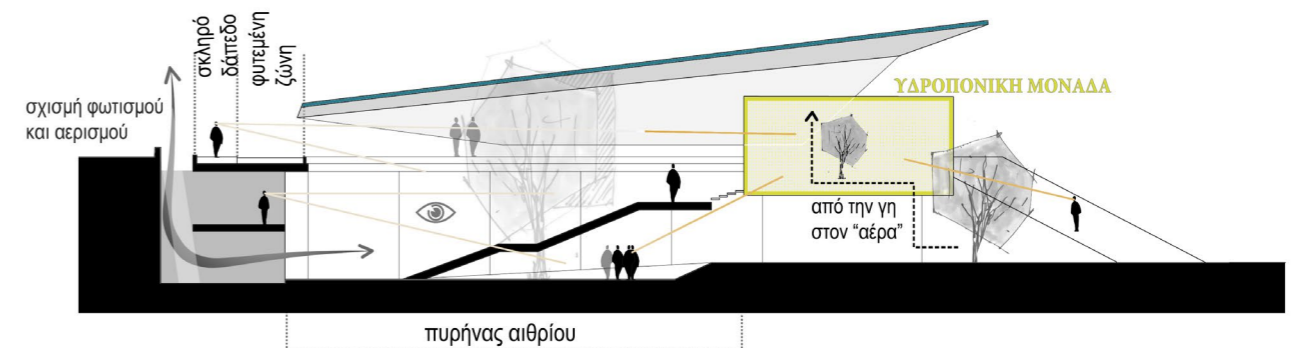 σκληρό
δάπεδο
φυτεμένη
ζώνη
σχισμή φωτισμού
και αερισμού
ΥΔΡΟΠΟΝΙΚΗ ΜΟΝΑΔΑ
από την γη
στον “αέρα”
πυρήνας αιθρίου